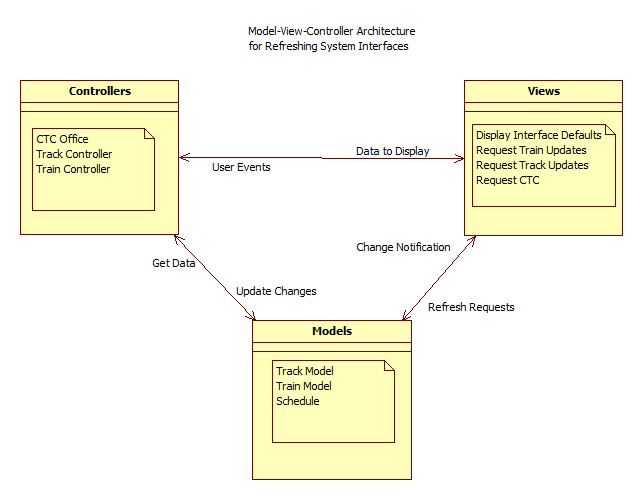 Model-View-Controller Architecture
for Refreshing System Interfaces
Controllers
CTC Office
Track Controller
Train Controller
Views
Display Interface Defaults
Request Train Updates
Request Track Updates
Request CTC
Data to Display
User Events
Change Notification
Get Data
Update Changes
Refresh Requests
Models
Track Model
Train Model
Schedule